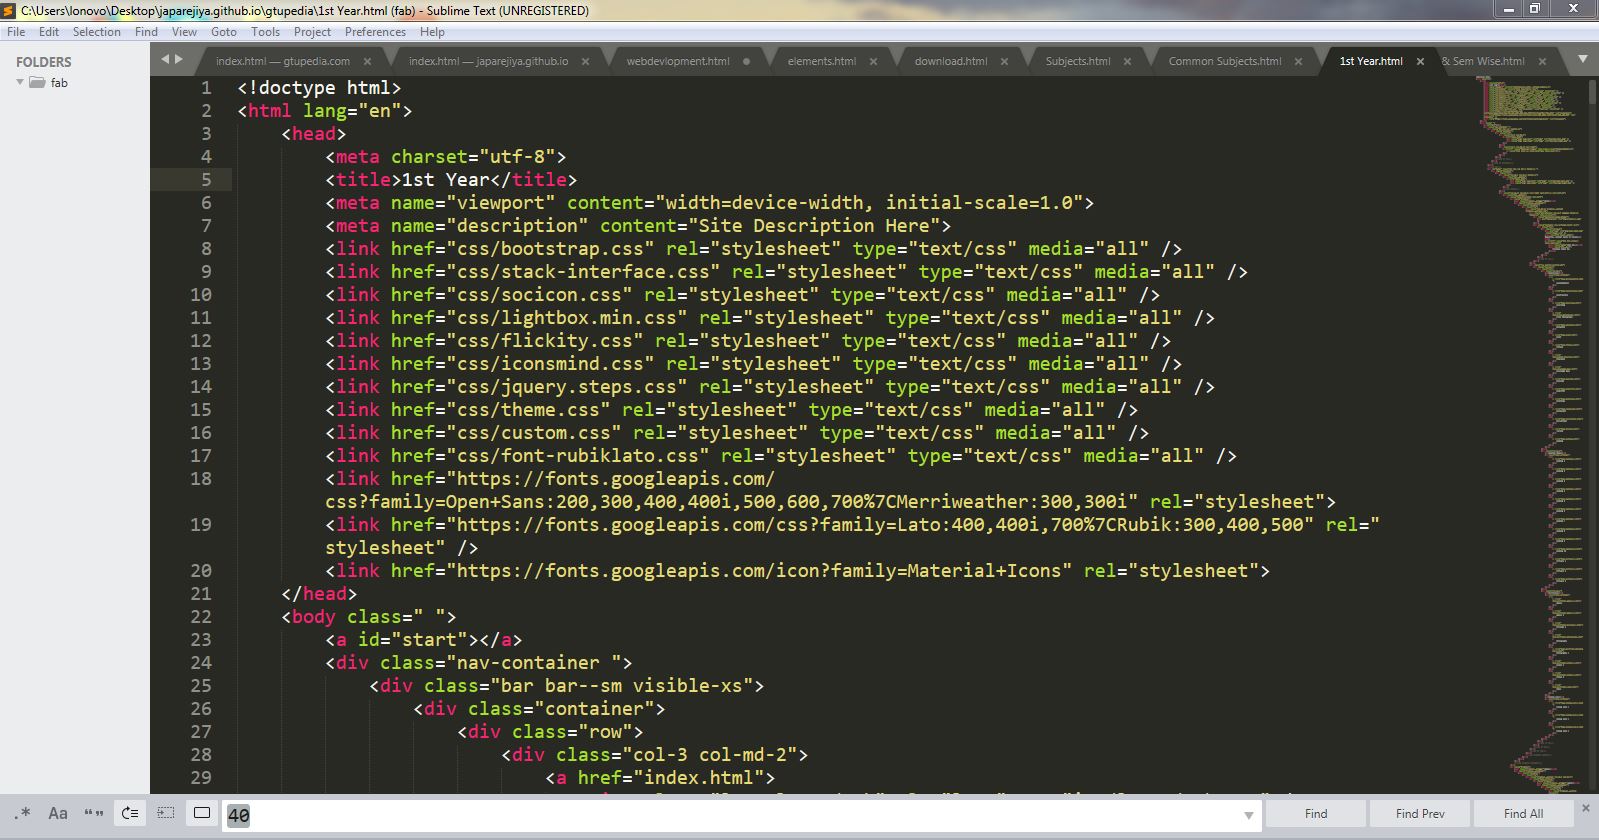 C:\Users\lonovo\Desktop\japarejiya.github.io\gtupedia\1st Year.html (fab) - Sublime Text (UNREGISTERED)
File Edit Selection Find View Goto Tools Project Preferences Help
FOLDERS
fab
index.html — gtupedia.com × index.html — japarejiya.github.io × webdevlopment.html elements.html × download.html × Subjects.html × Common Subjects.html × 1st Year.html × & Sem Wise.html ×
1 <!doctype html>
2 <html lang="en">
3 <head>
4 <meta charset="utf-8">
5 <title>1st Year</title>
6 <meta name="viewport" content="width=device-width, initial-scale=1.0">
7 <meta name="description" content="Site Description Here">
8 <link href="css/bootstrap.css" rel="stylesheet" type="text/css" media="all" />
9 <link href="css/stack-interface.css" rel="stylesheet" type="text/css" media="all" />
10 <link href="css/socicon.css" rel="stylesheet" type="text/css" media="all" />
11 <link href="css/lightbox.min.css" rel="stylesheet" type="text/css" media="all" />
12 <link href="css/flickity.css" rel="stylesheet" type="text/css" media="all" />
13 <link href="css/iconsmind.css" rel="stylesheet" type="text/css" media="all" />
14 <link href="css/jquery.steps.css" rel="stylesheet" type="text/css" media="all" />
15 <link href="css/theme.css" rel="stylesheet" type="text/css" media="all" />
16 <link href="css/custom.css" rel="stylesheet" type="text/css" media="all" />
17 <link href="css/font-rubiklato.css" rel="stylesheet" type="text/css" media="all" />
18 <link href="https://fonts.googleapis.com/
css?family=Open+Sans:200,300,400,400i,500,600,700%7CMerriweather:300,300i" rel="stylesheet">
19 <link href="https://fonts.googleapis.com/css?family=Lato:400,400i,700%7CRubik:300,400,500" rel="
stylesheet" />
20 <link href="https://fonts.googleapis.com/icon?family=Material+Icons" rel="stylesheet">
21 </head>
22 <body class=" ">
23 <a id="start"></a>
24 <div class="nav-container ">
25 <div class="bar bar--sm visible-xs">
26 <div class="container">
27 <div class="row">
28 <div class="col-3 col-md-2">
29 <a href="index.html">
.* Aa “” 40 Find Find Prev Find All ×